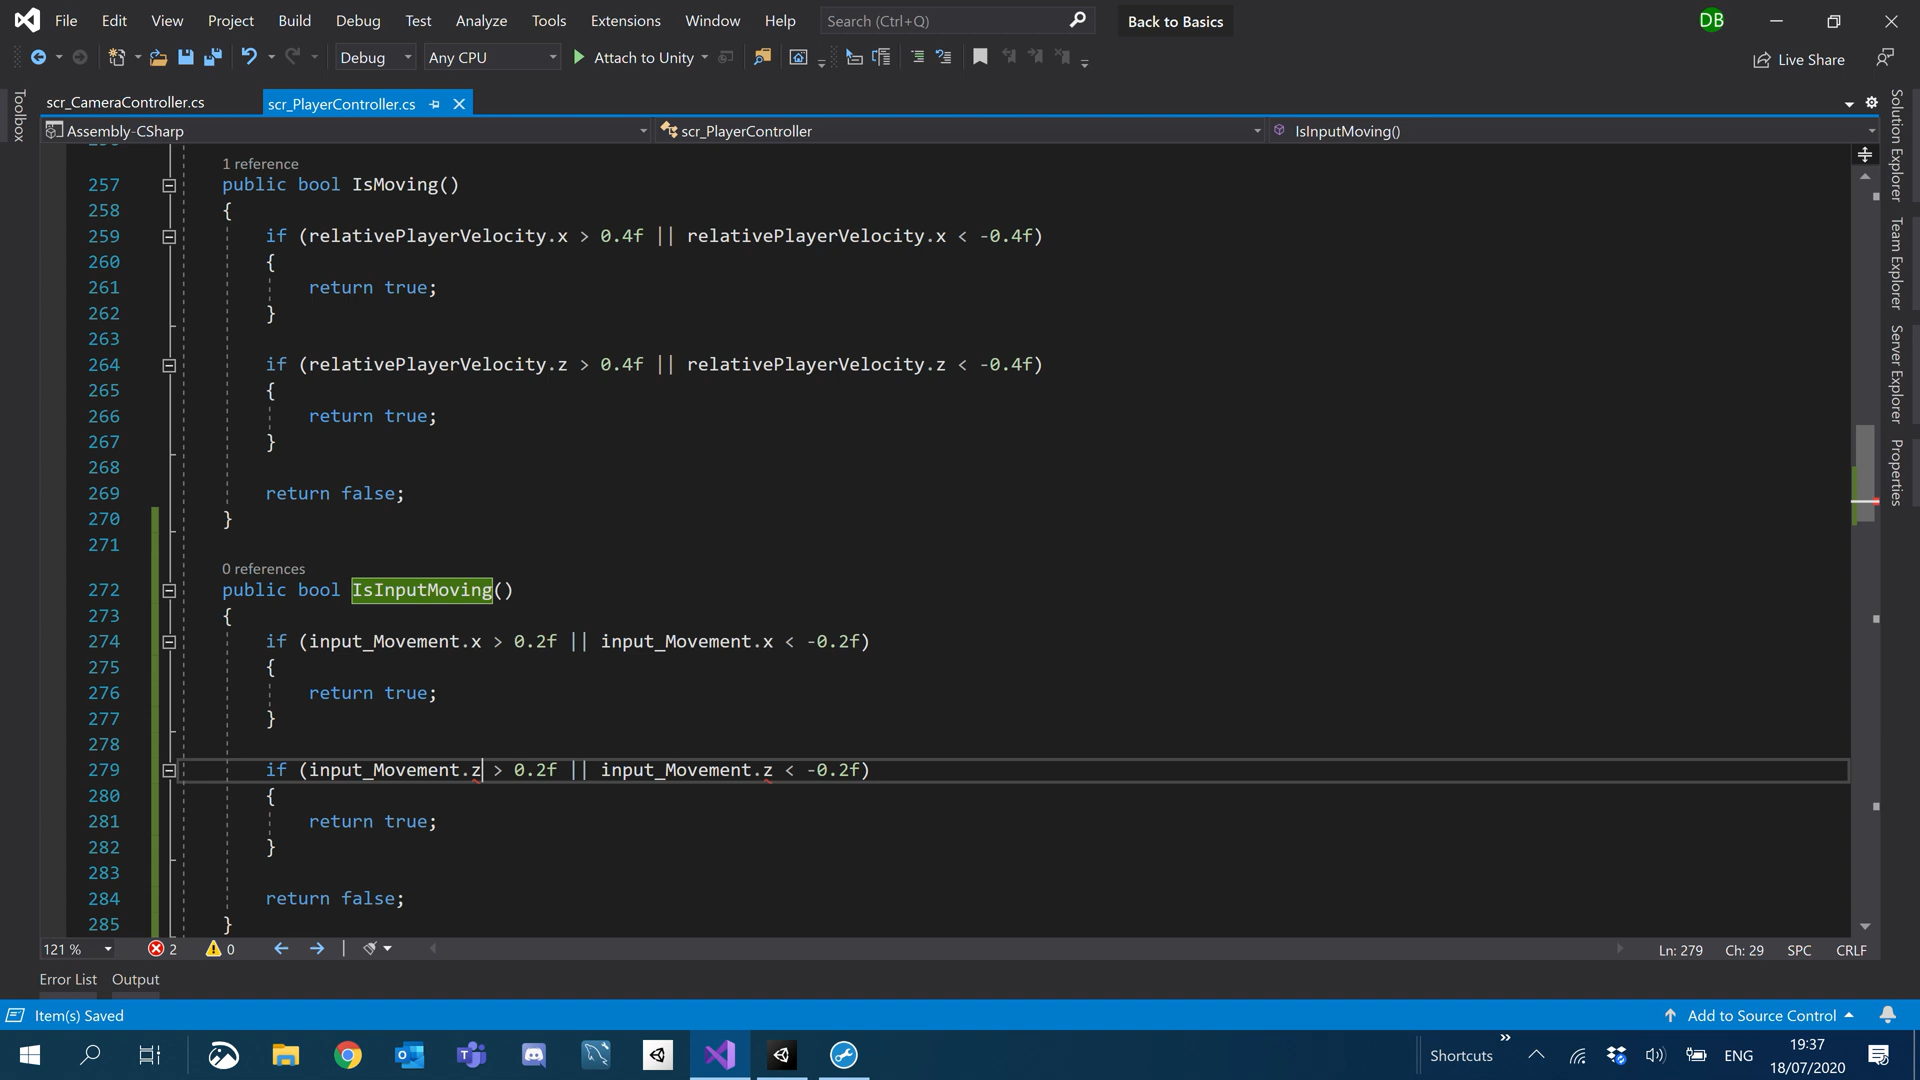 File Edit View Project Build Debug Test Analyze Tools Extensions Window Help Search (Ctrl+Q) Back to Basics DB
Debug Any CPU Attach to Unity Live Share
scr_CameraController.cs scr_PlayerController.cs
Assembly-CSharp scr_PlayerController IsInputMoving()
Toolbox
Solution Explorer
Team Explorer
Server Explorer
Properties
1 reference
257 public bool IsMoving()
258 {
259 if (relativePlayerVelocity.x > 0.4f || relativePlayerVelocity.x < -0.4f)
260 {
261 return true;
262 }
263
264 if (relativePlayerVelocity.z > 0.4f || relativePlayerVelocity.z < -0.4f)
265 {
266 return true;
267 }
268
269 return false;
270 }
271
0 references
272 public bool IsInputMoving()
273 {
274 if (input_Movement.x > 0.2f || input_Movement.x < -0.2f)
275 {
276 return true;
277 }
278
279 if (input_Movement.z > 0.2f || input_Movement.z < -0.2f)
280 {
281 return true;
282 }
283
284 return false;
285 }
121 % 2 0 Ln: 279 Ch: 29 SPC CRLF
Error List Output
Item(s) Saved Add to Source Control
Shortcuts ENG 19:37
18/07/2020